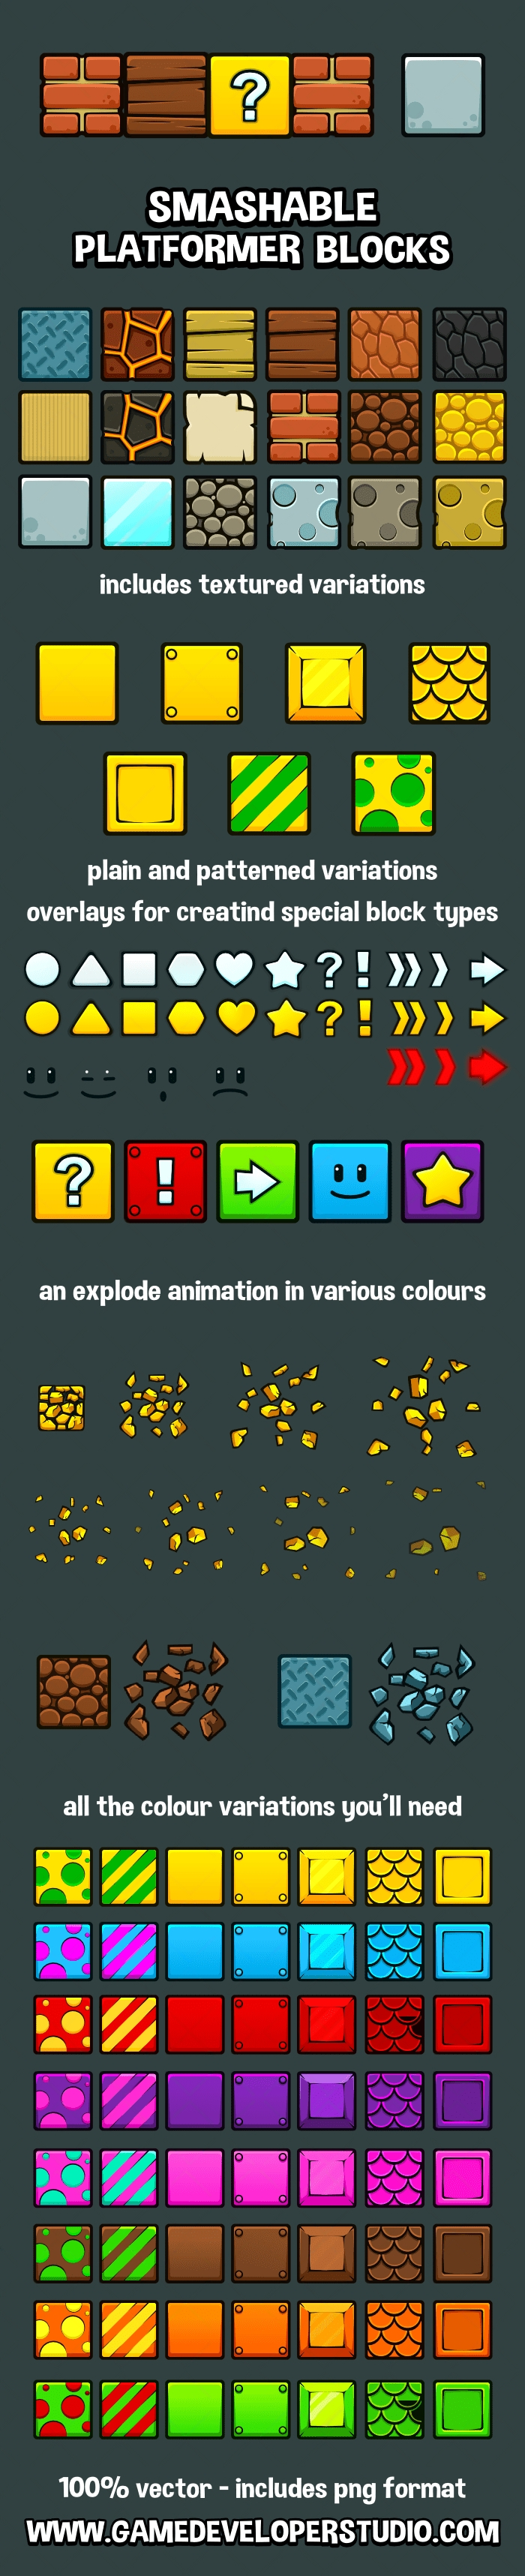 ?
SMASHABLE
PLATFORMER BLOCKS
includes textured variations
plain and patterned variations
overlays for creatind special block types
? !
? !
? !
an explode animation in various colours
all the colour variations you'll need
100% vector - includes png format
WWW.GAMEDEVELOPERSTUDIO.COM